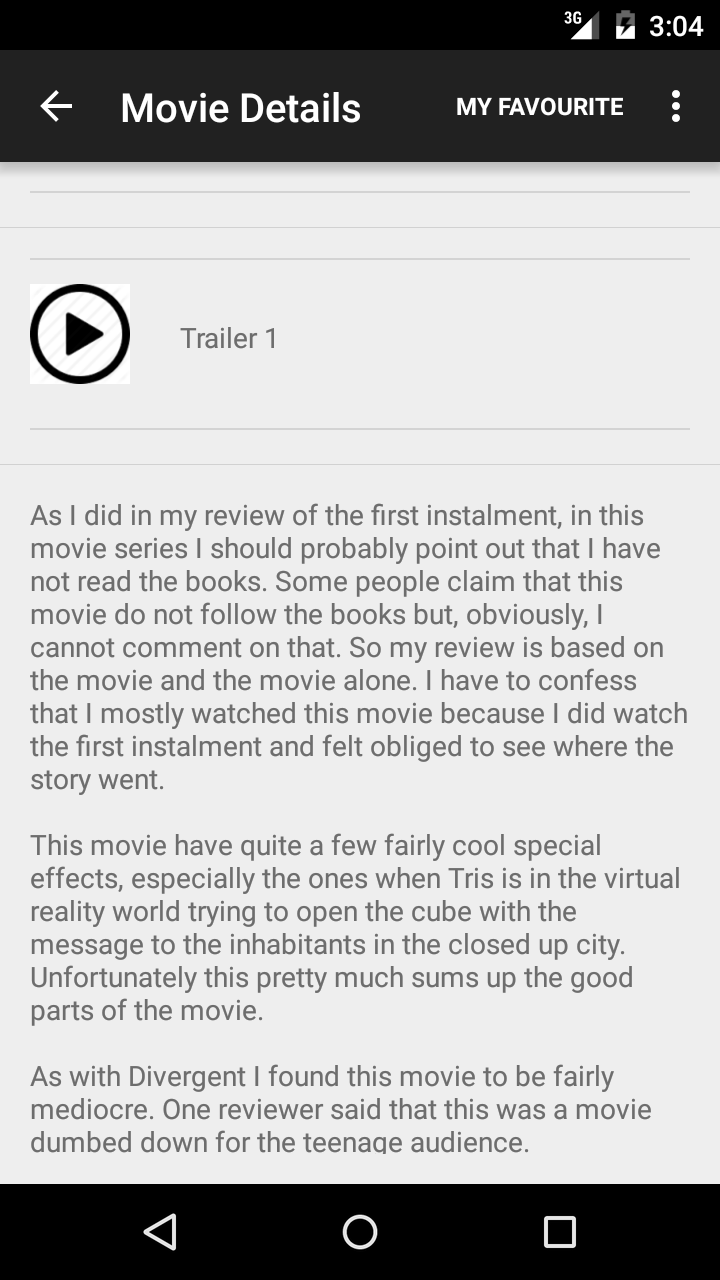 3G 3:04
Movie Details MY FAVOURITE
Trailer 1
As I did in my review of the first instalment, in this
movie series I should probably point out that I have
not read the books. Some people claim that this
movie do not follow the books but, obviously, I
cannot comment on that. So my review is based on
the movie and the movie alone. I have to confess
that I mostly watched this movie because I did watch
the first instalment and felt obliged to see where the
story went.
This movie have quite a few fairly cool special
effects, especially the ones when Tris is in the virtual
reality world trying to open the cube with the
message to the inhabitants in the closed up city.
Unfortunately this pretty much sums up the good
parts of the movie.
As with Divergent I found this movie to be fairly
mediocre. One reviewer said that this was a movie
dumbed down for the teenage audience.